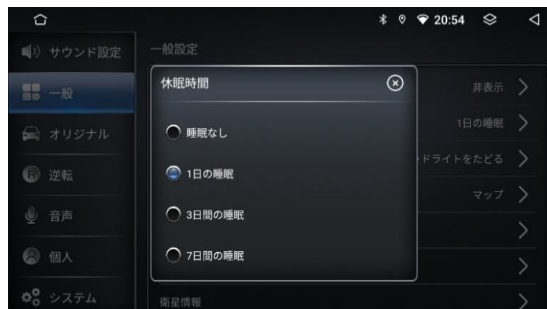 20:54
サウンド設定
一般設定
一般
オリジナル
逆転
音声
個人
システム
休眠時間
睡眠なし
1日の睡眠
3日間の睡眠
7日間の睡眠
非表示
1日の睡眠
ドライトをたどる
マップ
衛星情報